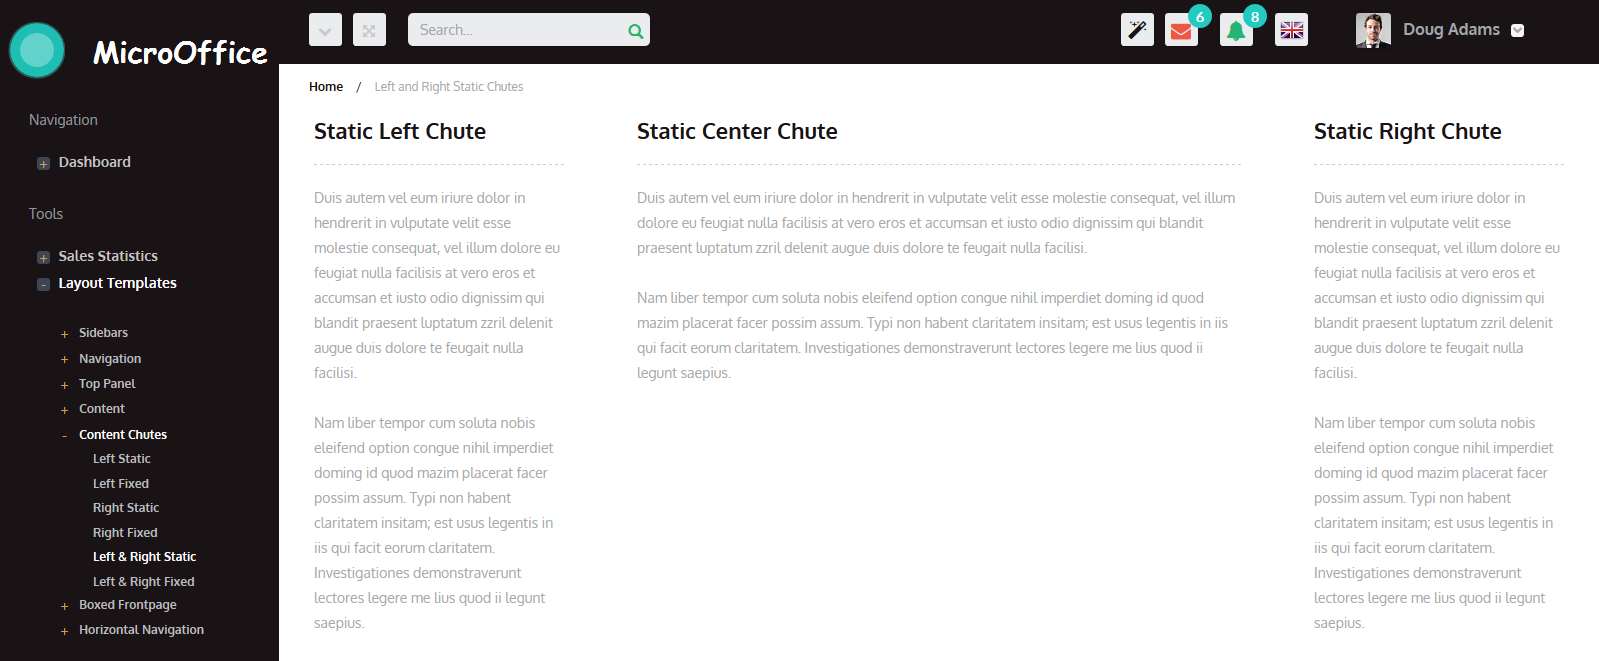 MicroOffice
Search...
6
8
Doug Adams
Navigation
+ Dashboard
Tools
+ Sales Statistics
- Layout Templates
+ Sidebars
+ Navigation
+ Top Panel
+ Content
- Content Chutes
Left Static
Left Fixed
Right Static
Right Fixed
Left & Right Static
Left & Right Fixed
+ Boxed Frontpage
+ Horizontal Navigation
Home / Left and Right Static Chutes
Static Left Chute
Duis autem vel eum iriure dolor in
hendrerit in vulputate velit esse
molestie consequat, vel illum dolore eu
feugiat nulla facilisis at vero eros et
accumsan et iusto odio dignissim qui
blandit praesent luptatum zzril delenit
augue duis dolore te feugait nulla
facilisi.
Nam liber tempor cum soluta nobis
eleifend option congue nihil imperdiet
doming id quod mazim placerat facer
possim assum. Typi non habent
claritatem insitam; est usus legentis in
iis qui facit eorum claritatem.
Investigationes demonstraverunt
lectores legere me lius quod ii legunt
saepius.
Static Center Chute
Duis autem vel eum iriure dolor in hendrerit in vulputate velit esse molestie consequat, vel illum
dolore eu feugiat nulla facilisis at vero eros et accumsan et iusto odio dignissim qui blandit
praesent luptatum zzril delenit augue duis dolore te feugait nulla facilisi.
Nam liber tempor cum soluta nobis eleifend option congue nihil imperdiet doming id quod
mazim placerat facer possim assum. Typi non habent claritatem insitam; est usus legentis in iis
qui facit eorum claritatem. Investigationes demonstraverunt lectores legere me lius quod ii
legunt saepius.
Static Right Chute
Duis autem vel eum iriure dolor in
hendrerit in vulputate velit esse
molestie consequat, vel illum dolore eu
feugiat nulla facilisis at vero eros et
accumsan et iusto odio dignissim qui
blandit praesent luptatum zzril delenit
augue duis dolore te feugait nulla
facilisi.
Nam liber tempor cum soluta nobis
eleifend option congue nihil imperdiet
doming id quod mazim placerat facer
possim assum. Typi non habent
claritatem insitam; est usus legentis in
iis qui facit eorum claritatem.
Investigationes demonstraverunt
lectores legere me lius quod ii legunt
saepius.